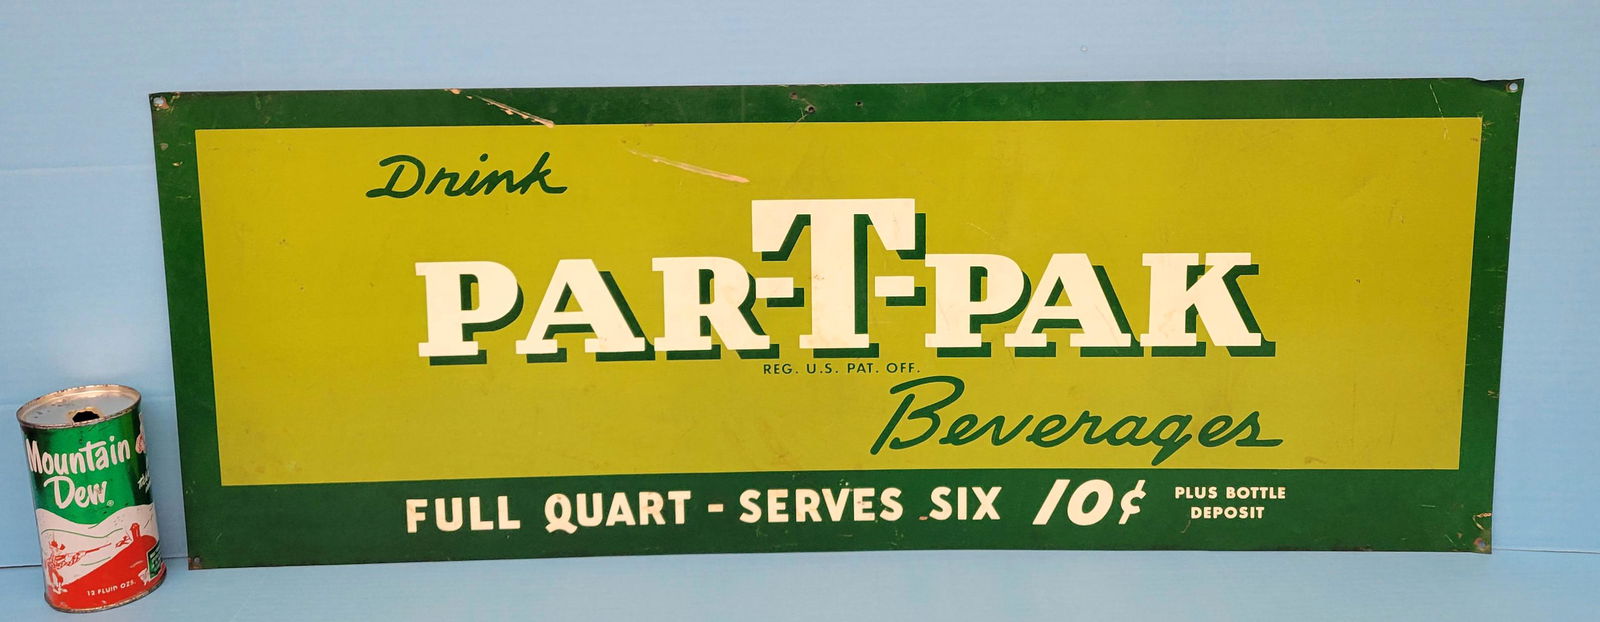 Drink
PAR-T-PAK
REG. U.S. PAT. OFF.
Beverages
FULL QUART - SERVES SIX 10¢ PLUS BOTTLE
DEPOSIT
Mountain
Dew®
12 FLUID OZS.